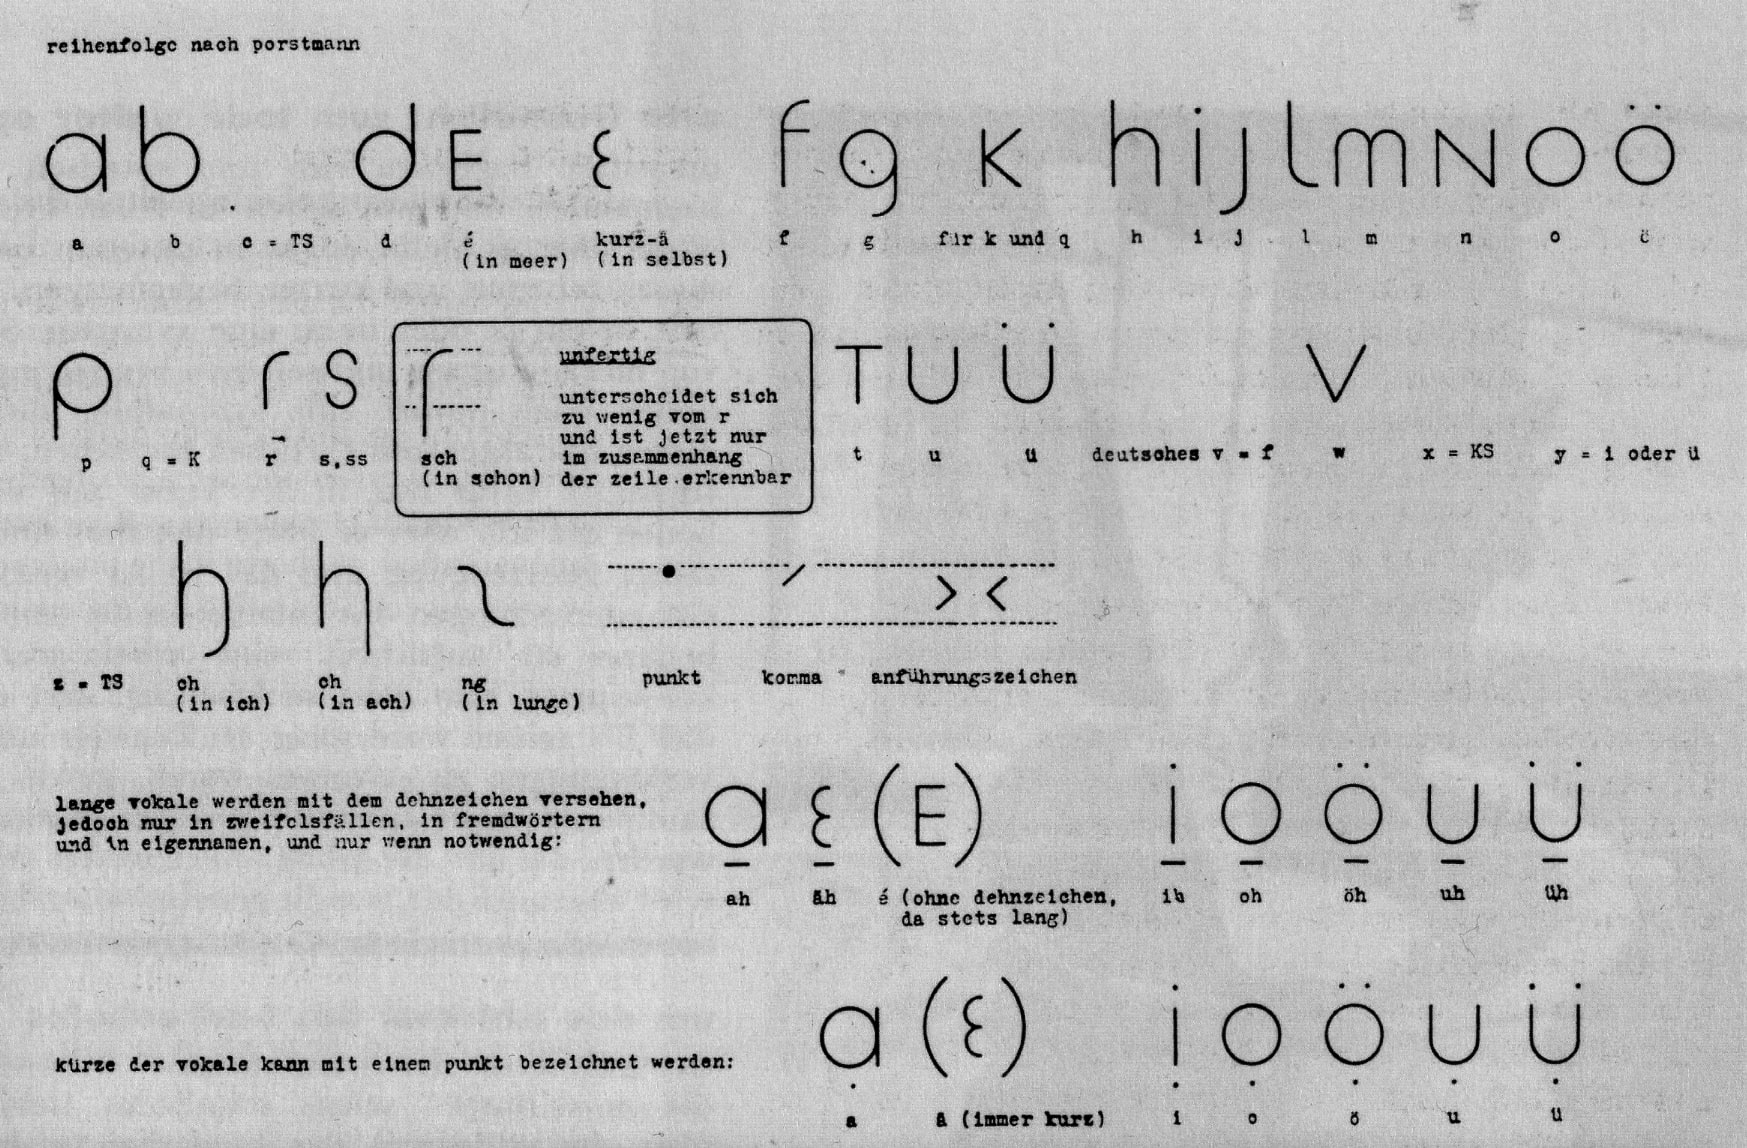 reihenfolge nach porstmann
a b d E ε f g K h i j l m N o ö
a b c = TS d é kurz-ä f g für k und q h i j l m n o ö
(in meer) (in selbst)
p r s ſ T U Ü V
unfertig
unterscheidet sich
zu wenig vom r
und ist jetzt nur
im zusammenhang
der zeile erkennbar
p q = K r s,ss sch t u ü deutsches v = f w x = KS y = i oder ü
(in schon)
z = TS ch ch ng punkt komma anführungszeichen
(in ich) (in ach) (in lunge)
lange vokale werden mit dem dehnzeichen versehen,
jedoch nur in zweifelsfällen, in fremdwörtern
und in eigennamen, und nur wenn notwendig:
a ε (E) i o ö U Ü
ah äh é (ohne dehnzeichen, ih oh öh uh üh
da stets lang)
a (ε) i o ö U Ü
kürze der vokale kann mit einem punkt bezeichnet werden:
a ä (immer kurz) i o ö u ü